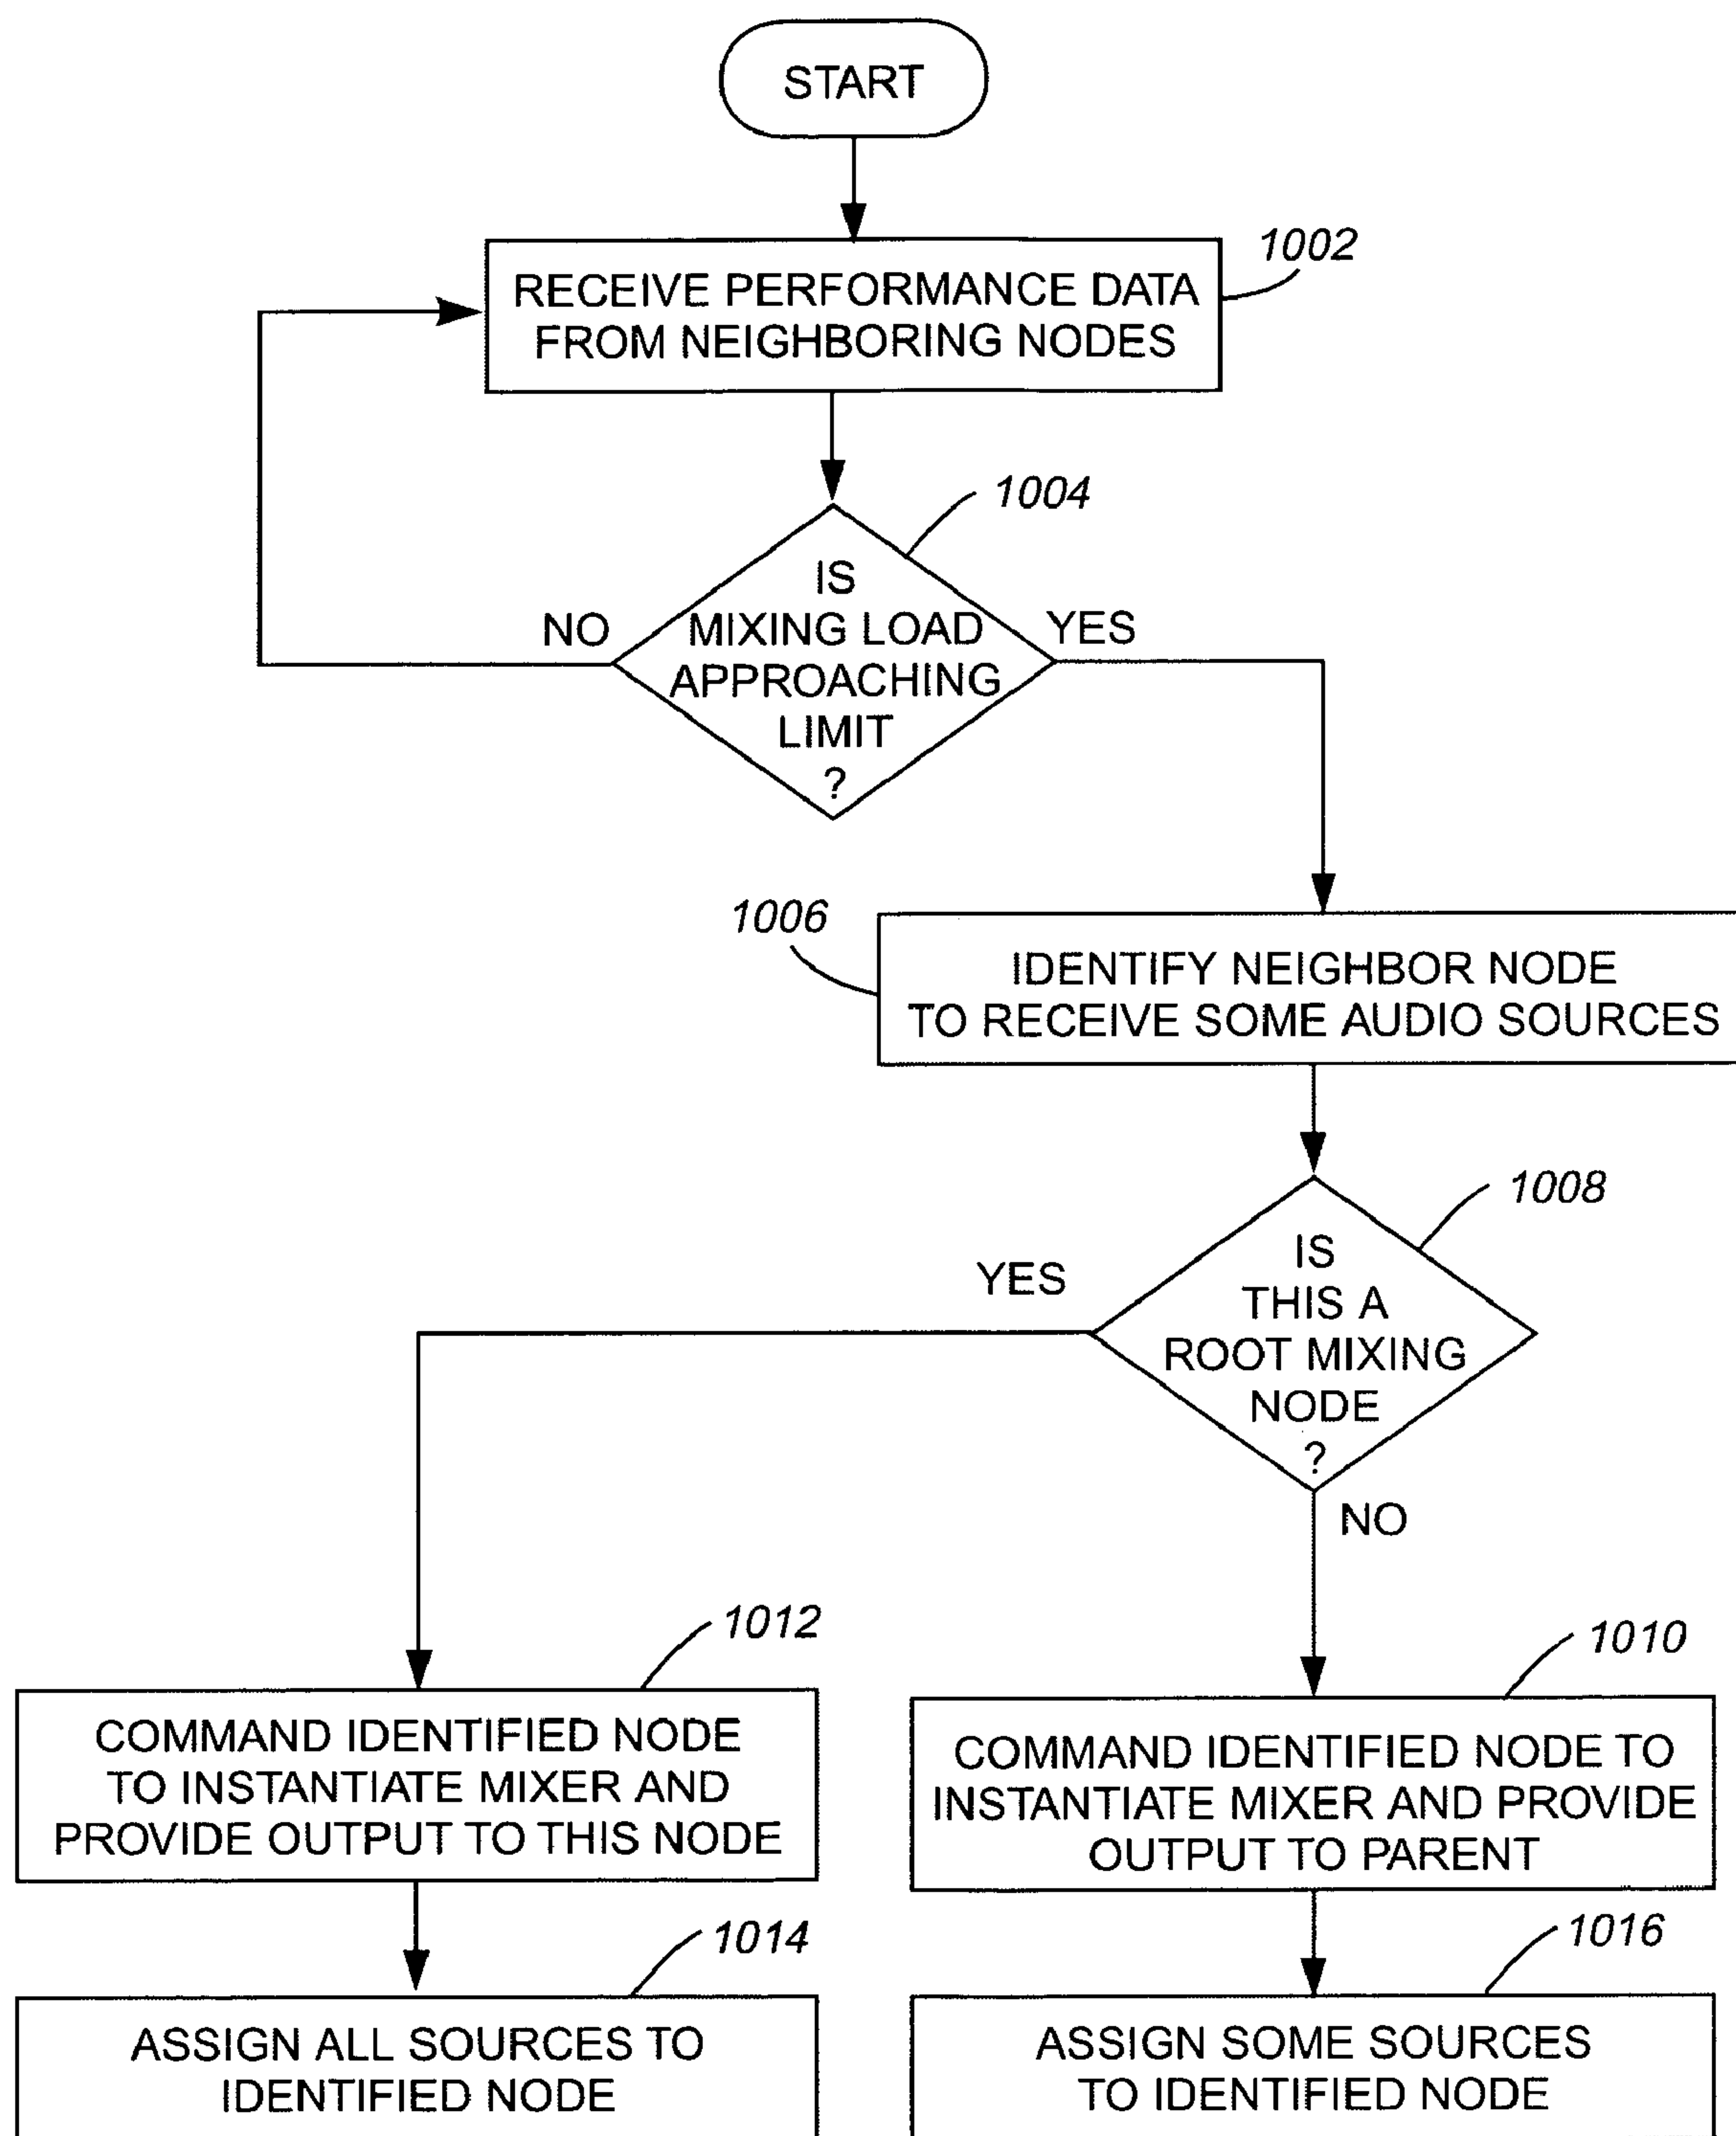 START
1002
RECEIVE PERFORMANCE DATA
FROM NEIGHBORING NODES
1004
IS
MIXING LOAD
APPROACHING
LIMIT
?
NO
YES
1006
IDENTIFY NEIGHBOR NODE
TO RECEIVE SOME AUDIO SOURCES
1008
IS
THIS A
ROOT MIXING
NODE
?
YES
NO
1012
COMMAND IDENTIFIED NODE
TO INSTANTIATE MIXER AND
PROVIDE OUTPUT TO THIS NODE
1010
COMMAND IDENTIFIED NODE TO
INSTANTIATE MIXER AND PROVIDE
OUTPUT TO PARENT
1014
ASSIGN ALL SOURCES TO
IDENTIFIED NODE
1016
ASSIGN SOME SOURCES
TO IDENTIFIED NODE